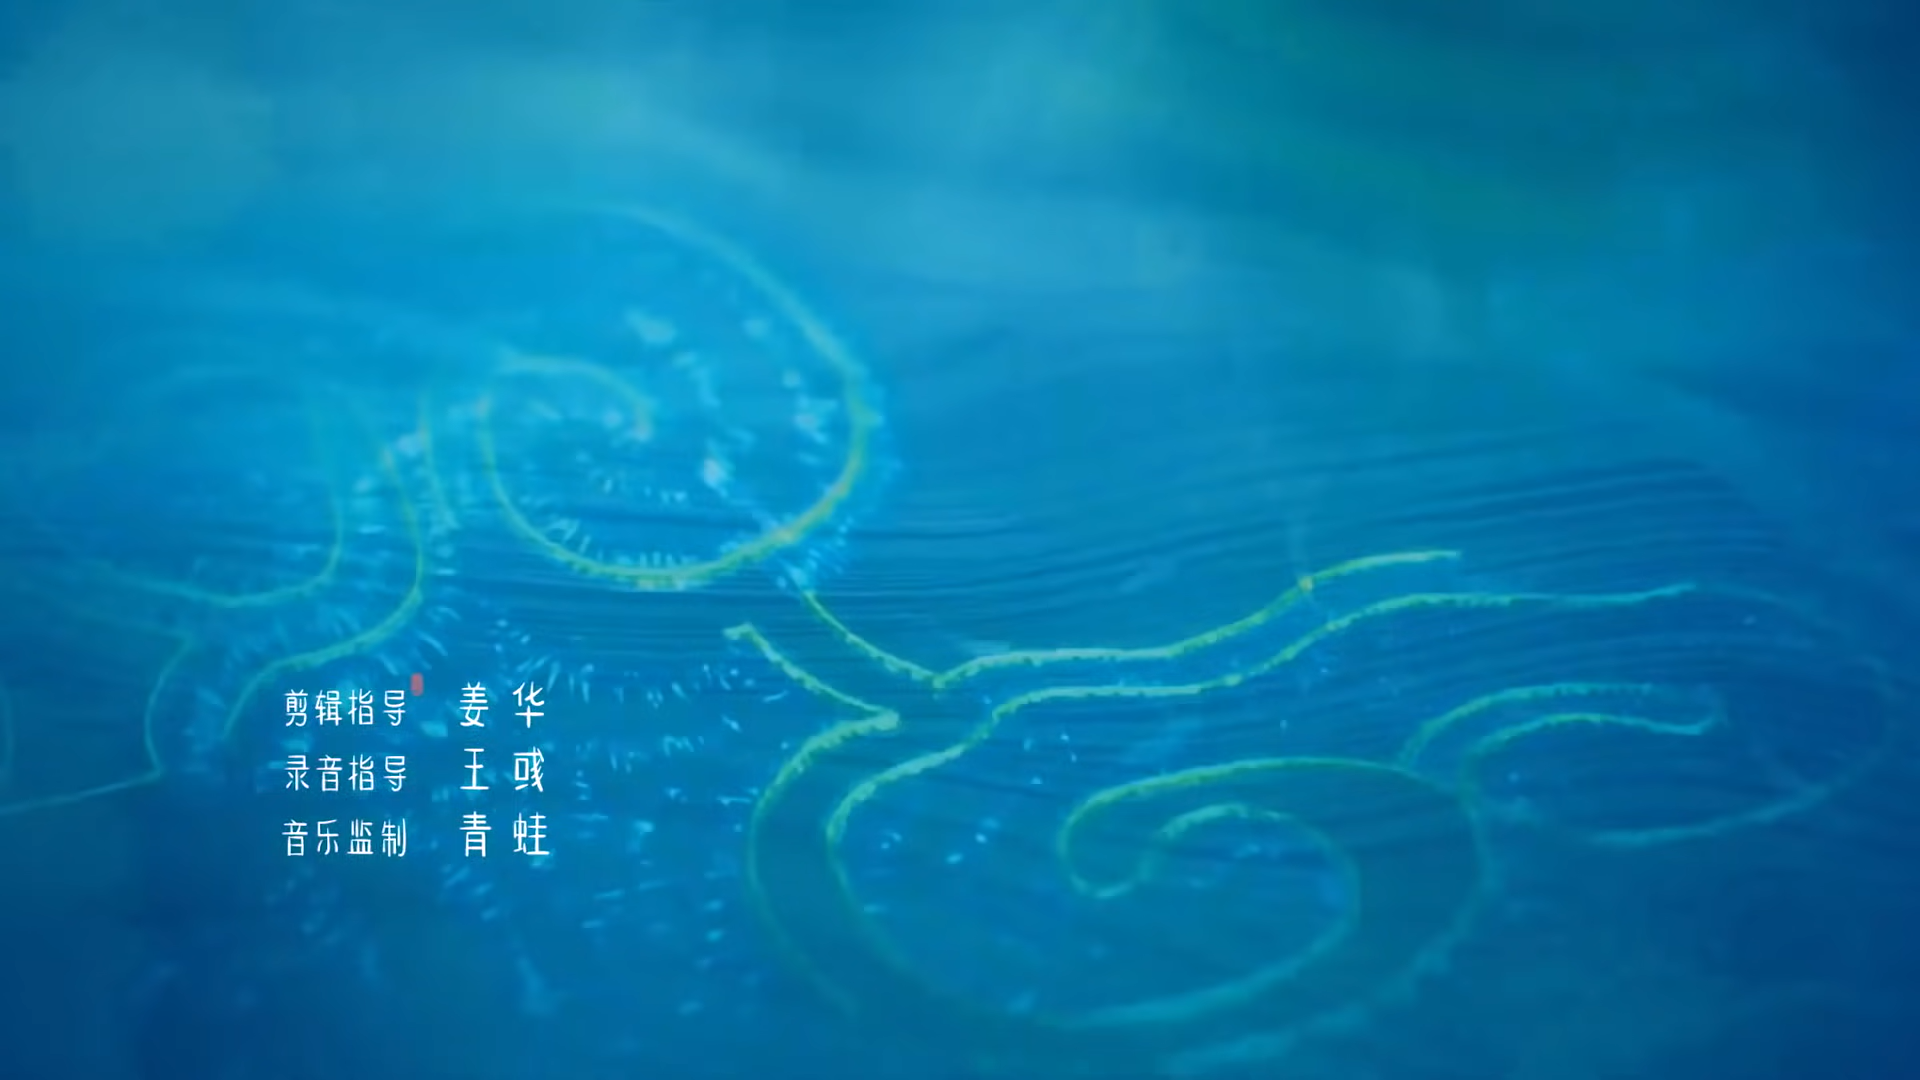 剪辑指导 姜华
录音指导 王彧
音乐监制 青蛙